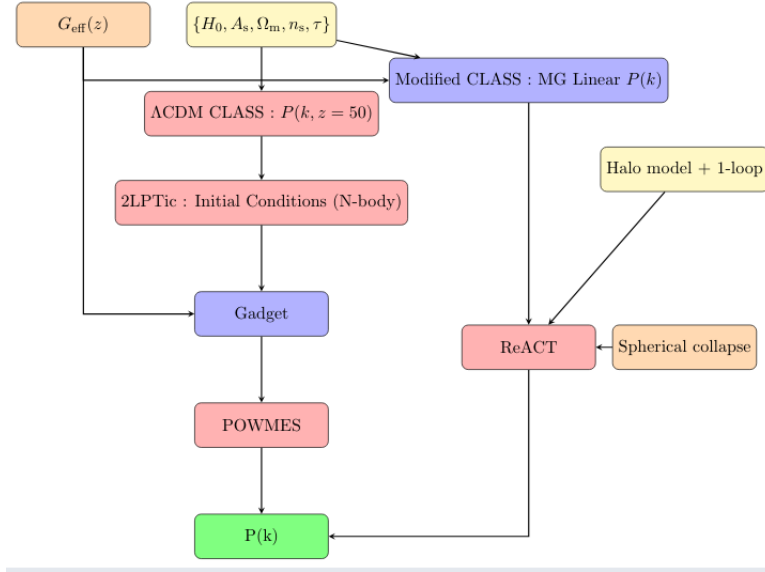 G_eff(z)
{H_0, A_s, Ω_m, n_s, τ}
Modified CLASS : MG Linear P(k)
ΛCDM CLASS : P(k, z = 50)
Halo model + 1-loop
2LPTic : Initial Conditions (N-body)
Gadget
ReACT
Spherical collapse
POWMES
P(k)